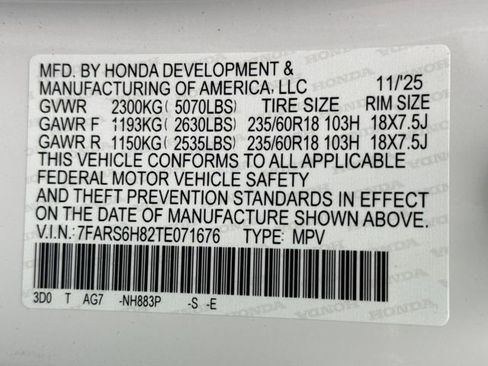 MFD. BY HONDA DEVELOPMENT &
MANUFACTURING OF AMERICA, LLC 11/'25
GVWR 2300KG( 5070LBS) TIRE SIZE RIM SIZE
GAWR F 1193KG( 2630LBS) 235/60R18 103H 18X7.5J
GAWR R 1150KG( 2535LBS) 235/60R18 103H 18X7.5J
THIS VEHICLE CONFORMS TO ALL APPLICABLE
FEDERAL MOTOR VEHICLE SAFETY
AND THEFT PREVENTION STANDARDS IN EFFECT
ON THE DATE OF MANUFACTURE SHOWN ABOVE.
V.I.N.:7FARS6H82TE071676 TYPE: MPV
3D0 T AG7 -NH883P -S -E